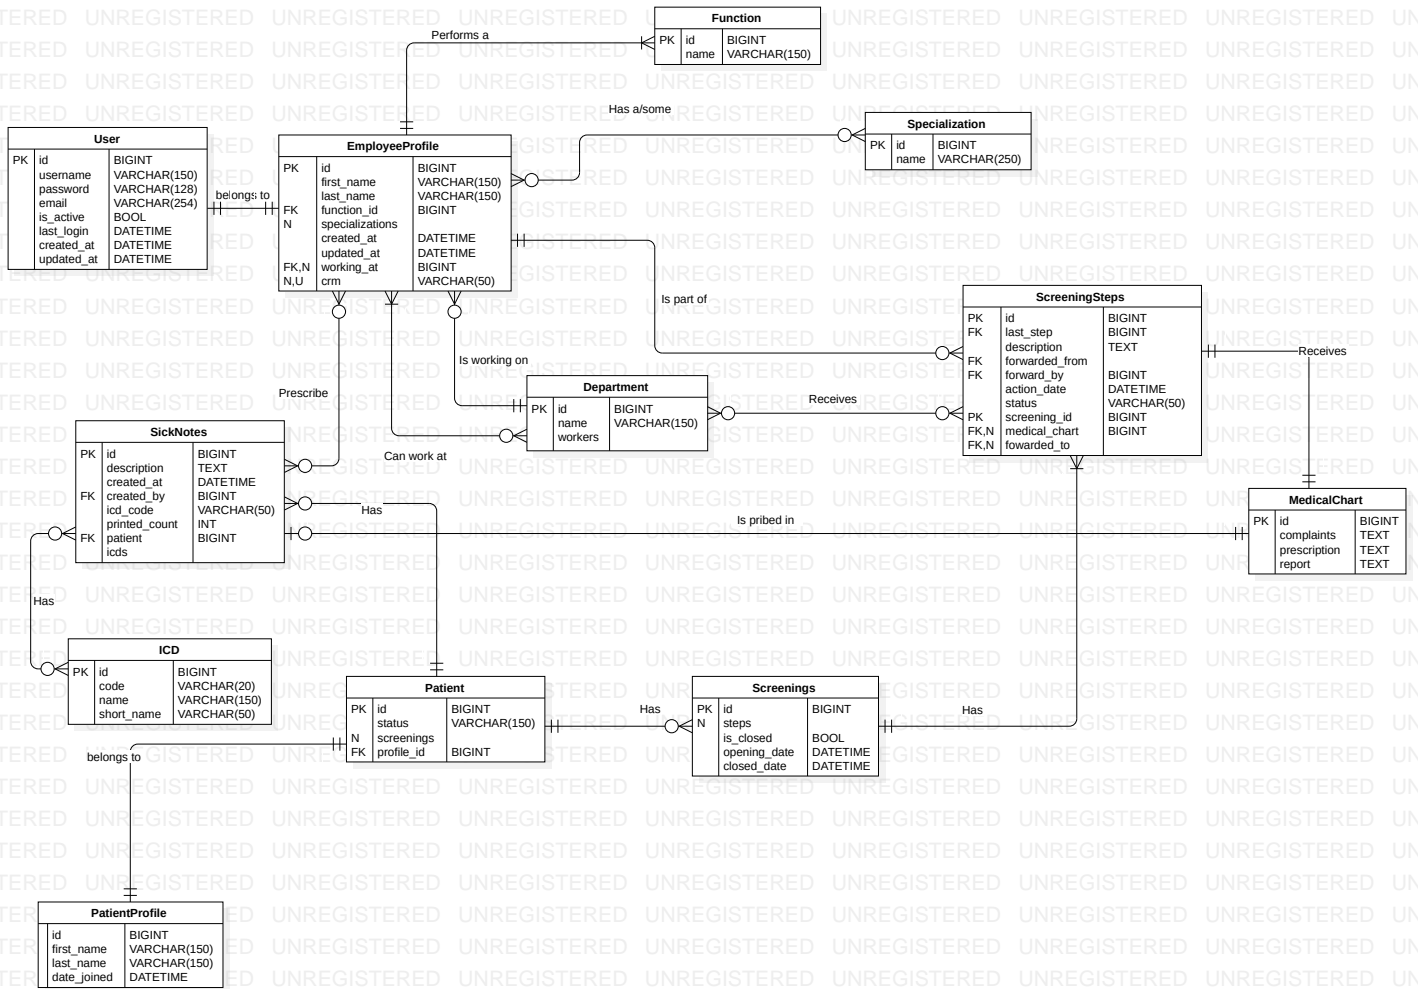 Function
PK id BIGINT
name VARCHAR(150)
Performs a
Has a/some
Specialization
PK id BIGINT
name VARCHAR(250)
User
PK id BIGINT
username VARCHAR(150)
password VARCHAR(128)
email VARCHAR(254)
is_active BOOL
last_login DATETIME
created_at DATETIME
updated_at DATETIME
belongs to
EmployeeProfile
PK id BIGINT
first_name VARCHAR(150)
last_name VARCHAR(150)
FK function_id BIGINT
N specializations
created_at DATETIME
updated_at DATETIME
FK,N working_at BIGINT
N,U crm VARCHAR(50)
Is part of
ScreeningSteps
PK id BIGINT
FK last_step BIGINT
description TEXT
FK forwarded_from
FK forward_by BIGINT
action_date DATETIME
status VARCHAR(50)
PK screening_id BIGINT
FK,N medical_chart BIGINT
FK,N fowarded_to
Receives
Is working on
Prescribe
Department
PK id BIGINT
name VARCHAR(150)
workers
Receives
Can work at
SickNotes
PK id BIGINT
description TEXT
created_at DATETIME
FK created_by BIGINT
icd_code VARCHAR(50)
printed_count INT
FK patient BIGINT
icds
Has
Is pribed in
MedicalChart
PK id BIGINT
complaints TEXT
prescription TEXT
report TEXT
Has
ICD
PK id BIGINT
code VARCHAR(20)
name VARCHAR(150)
short_name VARCHAR(50)
Patient
PK id BIGINT
status VARCHAR(150)
N screenings
FK profile_id BIGINT
Has
Screenings
PK id BIGINT
N steps
is_closed BOOL
opening_date DATETIME
closed_date DATETIME
Has
belongs to
PatientProfile
id BIGINT
first_name VARCHAR(150)
last_name VARCHAR(150)
date_joined DATETIME